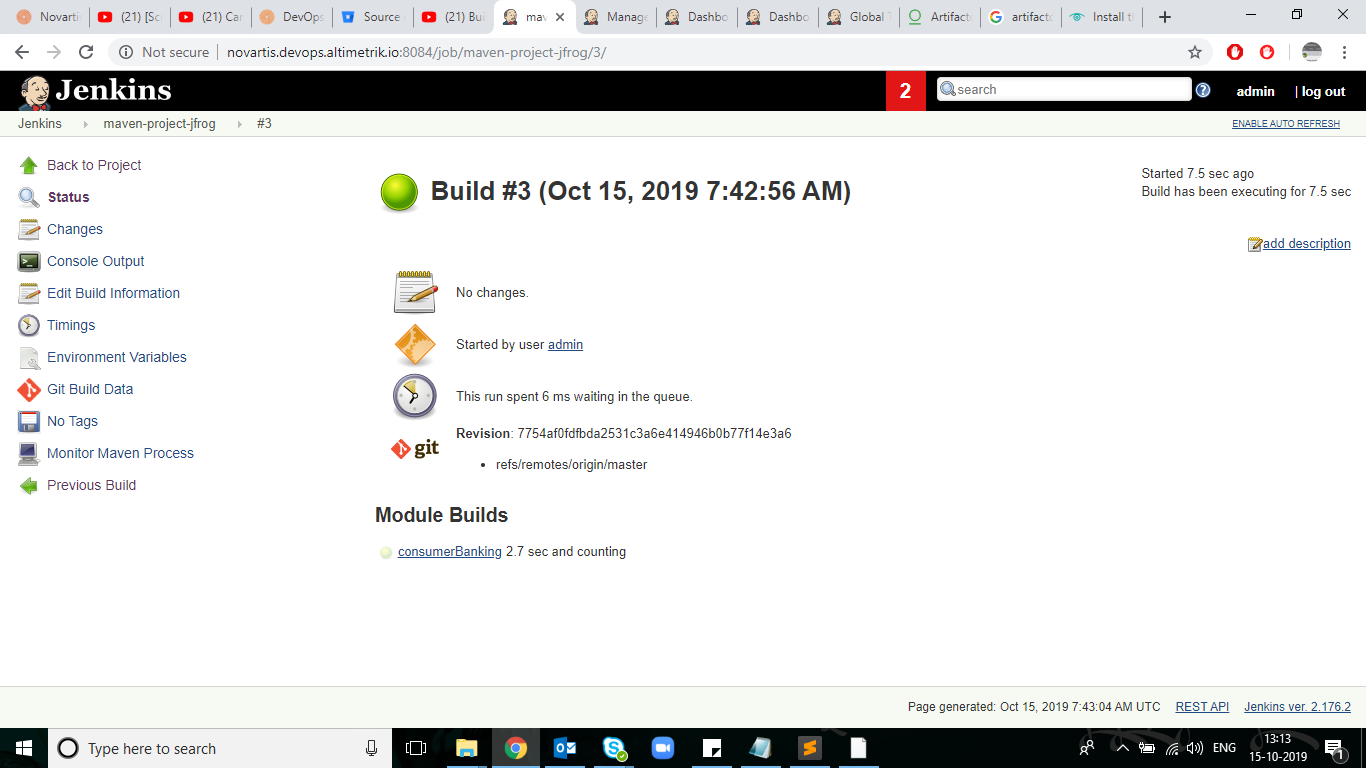 Novartis
(21) [Sc
(21) Car
DevOps
Source
(21) Bui
mav
Manage
Dashbo
Dashbo
Global T
Artifacto
artifacto
Install t
Not secure | novartis.devops.altimetrik.io:8084/job/maven-project-jfrog/3/
Jenkins
2
search
admin
| log out
Jenkins
maven-project-jfrog
#3
ENABLE AUTO REFRESH
Back to Project
Status
Changes
Console Output
Edit Build Information
Timings
Environment Variables
Git Build Data
No Tags
Monitor Maven Process
Previous Build
Build #3 (Oct 15, 2019 7:42:56 AM)
Started 7.5 sec ago
Build has been executing for 7.5 sec
add description
No changes.
Started by user admin
This run spent 6 ms waiting in the queue.
git
Revision: 7754af0fdfbda2531c3a6e414946b0b77f14e3a6
• refs/remotes/origin/master
Module Builds
consumerBanking 2.7 sec and counting
Page generated: Oct 15, 2019 7:43:04 AM UTC
REST API
Jenkins ver. 2.176.2
Type here to search
ENG
13:13
15-10-2019
1